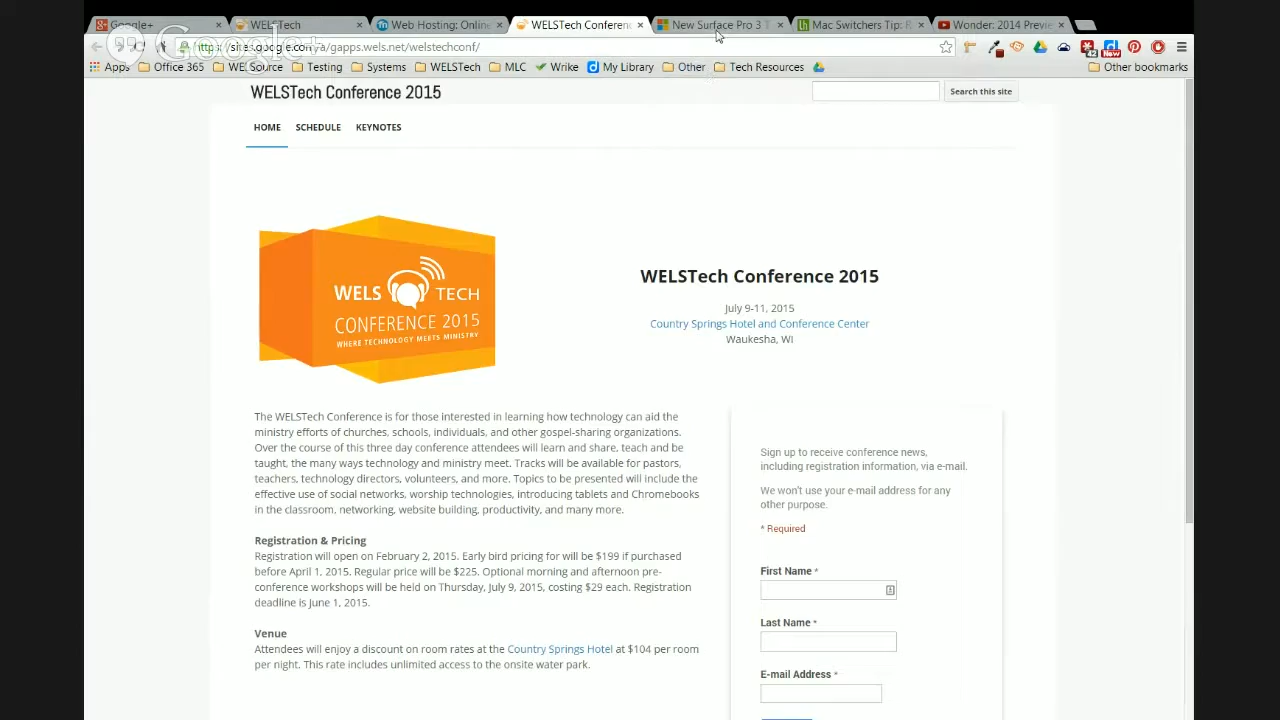 Google+
WELSTech
Web Hosting: Online
WELSTech Conferenc
New Surface Pro 3 T
Mac Switchers Tip: R
Wonder: 2014 Previe
Google+
https://sites.google.com/a/gapps.wels.net/welstechconf/
Apps
Office 365
WELSource
Testing
Systems
WELSTech
MLC
Wrike
My Library
Other
Tech Resources
Other bookmarks
WELSTech Conference 2015
Search this site
HOME
SCHEDULE
KEYNOTES
WELS TECH
CONFERENCE 2015
WHERE TECHNOLOGY MEETS MINISTRY
WELSTech Conference 2015
July 9-11, 2015
Country Springs Hotel and Conference Center
Waukesha, WI
The WELSTech Conference is for those interested in learning how technology can aid the
ministry efforts of churches, schools, individuals, and other gospel-sharing organizations.
Over the course of this three day conference attendees will learn and share, teach and be
taught, the many ways technology and ministry meet. Tracks will be available for pastors,
teachers, technology directors, volunteers, and more. Topics to be presented will include the
effective use of social networks, worship technologies, introducing tablets and Chromebooks
in the classroom, networking, website building, productivity, and many more.
Registration & Pricing
Registration will open on February 2, 2015. Early bird pricing for will be $199 if purchased
before April 1, 2015. Regular price will be $225. Optional morning and afternoon pre-
conference workshops will be held on Thursday, July 9, 2015, costing $29 each. Registration
deadline is June 1, 2015.
Venue
Attendees will enjoy a discount on room rates at the Country Springs Hotel at $104 per room
per night. This rate includes unlimited access to the onsite water park.
Sign up to receive conference news,
including registration information, via e-mail.
We won't use your e-mail address for any
other purpose.
* Required
First Name *
Last Name *
E-mail Address *